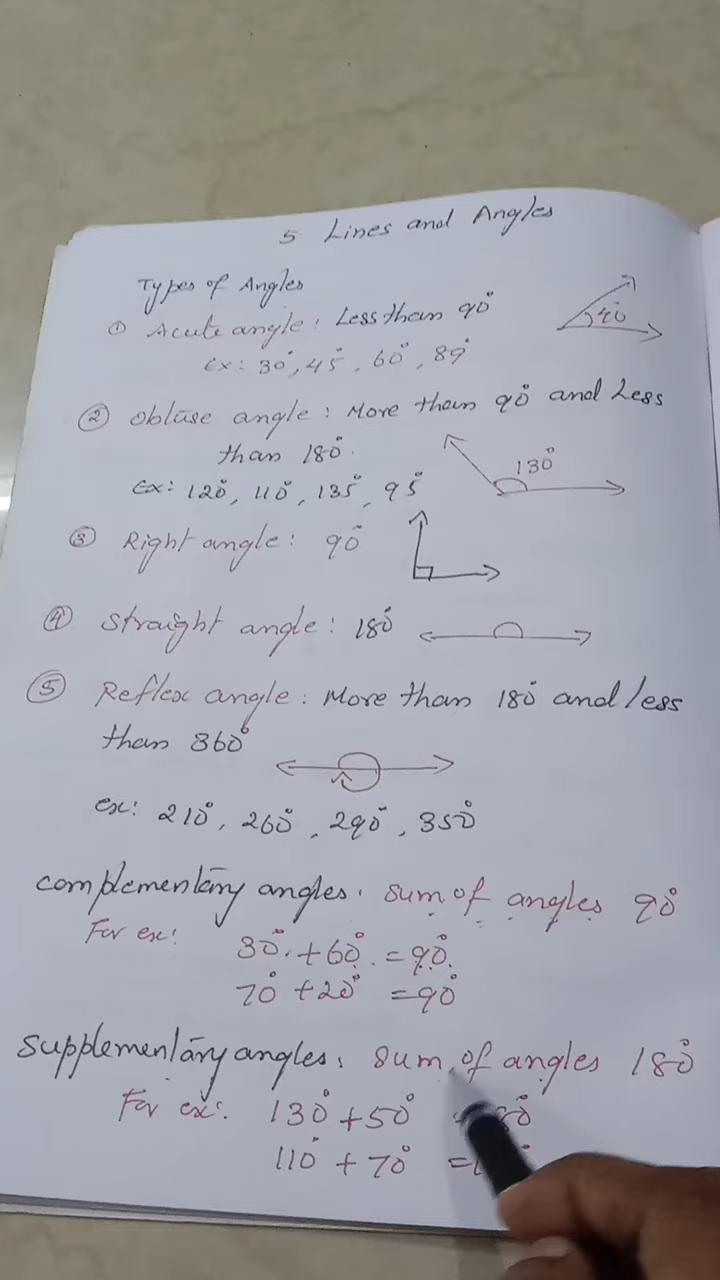 5 Lines and Angles
Types of Angles
① Acute angle: Less than 90°
40°
Ex: 30°, 45°, 60°, 89°
② Obtuse angle: More than 90° and Less
than 180°.
130°
Ex: 120°, 110°, 135°, 95°
③ Right angle: 90°
④ Straight angle: 180°
⑤ Reflex angle: More than 180° and less
than 360°
ex: 210°, 260°, 290°, 350°
Complementary angles. Sum of angles 90°
For ex:
30° + 60° = 90°.
70° + 20° = 90°
Supplementary angles. Sum of angles 180°
For ex: 130° + 50°
110° + 70° =